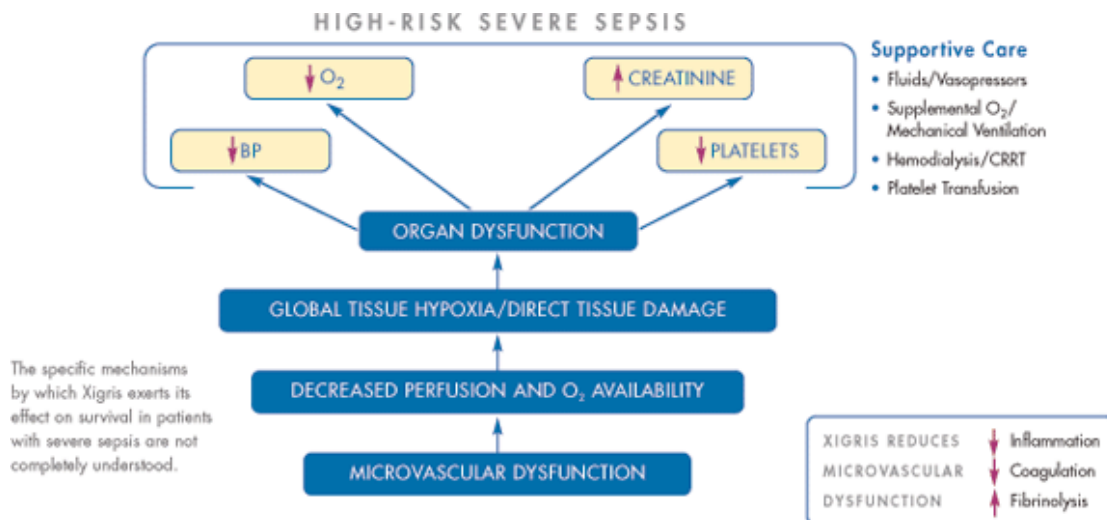 HIGH-RISK SEVERE SEPSIS
↓O₂
↑CREATININE
↓BP
↓PLATELETS
Supportive Care
• Fluids/Vasopressors
• Supplemental O₂/
Mechanical Ventilation
• Hemodialysis/CRRT
• Platelet Transfusion
ORGAN DYSFUNCTION
GLOBAL TISSUE HYPOXIA/DIRECT TISSUE DAMAGE
DECREASED PERFUSION AND O₂ AVAILABILITY
MICROVASCULAR DYSFUNCTION
The specific mechanisms
by which Xigris exerts its
effect on survival in patients
with severe sepsis are not
completely understood.
XIGRIS REDUCES ↓ Inflammation
MICROVASCULAR ↓ Coagulation
DYSFUNCTION ↑ Fibrinolysis